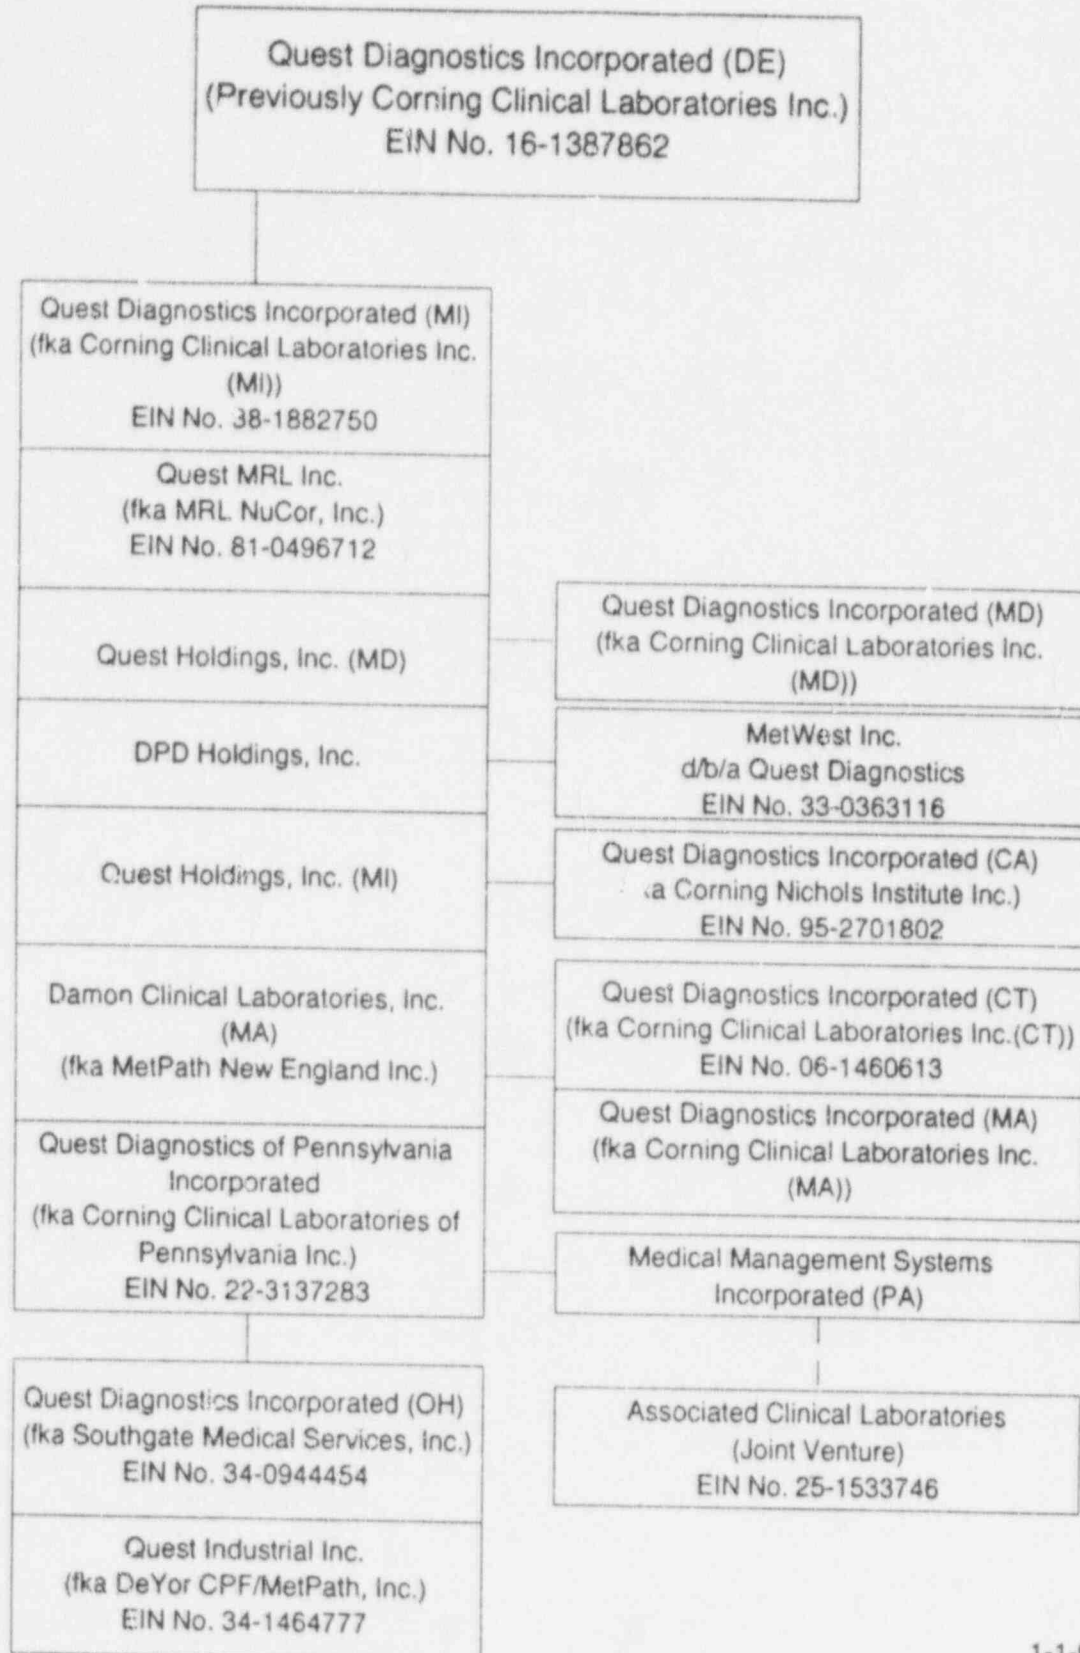 Quest Diagnostics Incorporated (DE)
(Previously Corning Clinical Laboratories Inc.)
EIN No. 16-1387862
Quest Diagnostics Incorporated (MI)
(fka Corning Clinical Laboratories Inc.
(MI))
EIN No. 38-1882750
Quest MRL Inc.
(fka MRL NuCor, Inc.)
EIN No. 81-0496712
Quest Holdings, Inc. (MD)
DPD Holdings, Inc.
Quest Holdings, Inc. (MI)
Damon Clinical Laboratories, Inc.
(MA)
(fka MetPath New England Inc.)
Quest Diagnostics of Pennsylvania
Incorporated
(fka Corning Clinical Laboratories of
Pennsylvania Inc.)
EIN No. 22-3137283
Quest Diagnostics Incorporated (OH)
(fka Southgate Medical Services, Inc.)
EIN No. 34-0944454
Quest Industrial Inc.
(fka DeYor CPF/MetPath, Inc.)
EIN No. 34-1464777
Quest Diagnostics Incorporated (MD)
(fka Corning Clinical Laboratories Inc.
(MD))
MetWest Inc.
d/b/a Quest Diagnostics
EIN No. 33-0363116
Quest Diagnostics Incorporated (CA)
Corning Nichols Institute Inc.)
EIN No. 95-2701802
Quest Diagnostics Incorporated (CT)
(fka Corning Clinical Laboratories Inc.(CT))
EIN No. 06-1460613
Quest Diagnostics Incorporated (MA)
(fka Corning Clinical Laboratories Inc.
(MA))
Medical Management Systems
Incorporated (PA)
Associated Clinical Laboratories
(Joint Venture)
EIN No. 25-1533746